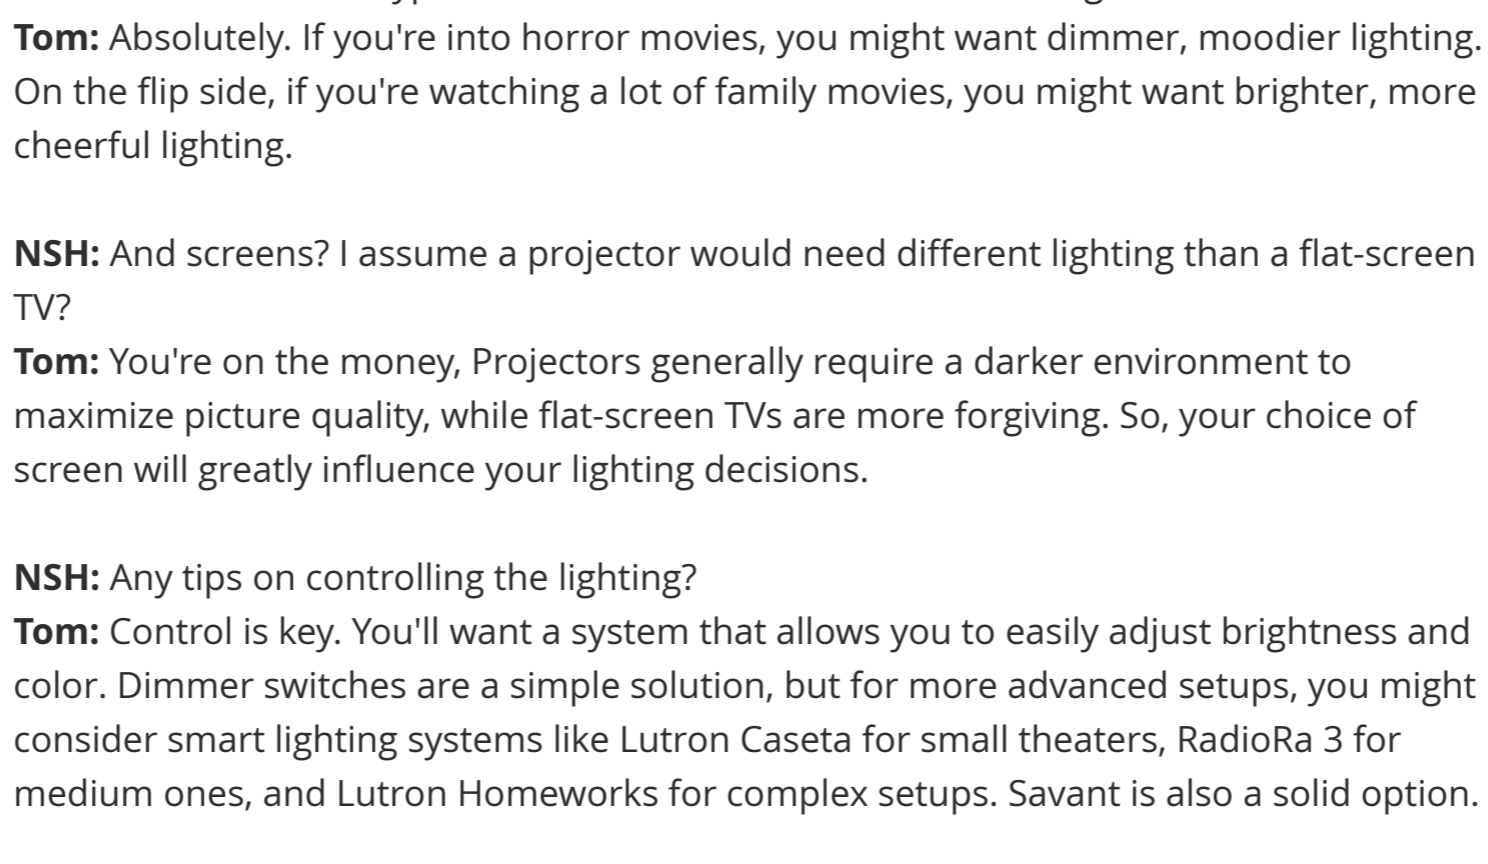 Tom: Absolutely. If you're into horror movies, you might want dimmer, moodier lighting.
On the flip side, if you're watching a lot of family movies, you might want brighter, more
cheerful lighting.
NSH: And screens? I assume a projector would need different lighting than a flat-screen
TV?
Tom: You're on the money, Projectors generally require a darker environment to
maximize picture quality, while flat-screen TVs are more forgiving. So, your choice of
screen will greatly influence your lighting decisions.
NSH: Any tips on controlling the lighting?
Tom: Control is key. You'll want a system that allows you to easily adjust brightness and
color. Dimmer switches are a simple solution, but for more advanced setups, you might
consider smart lighting systems like Lutron Caseta for small theaters, RadioRa 3 for
medium ones, and Lutron Homeworks for complex setups. Savant is also a solid option.